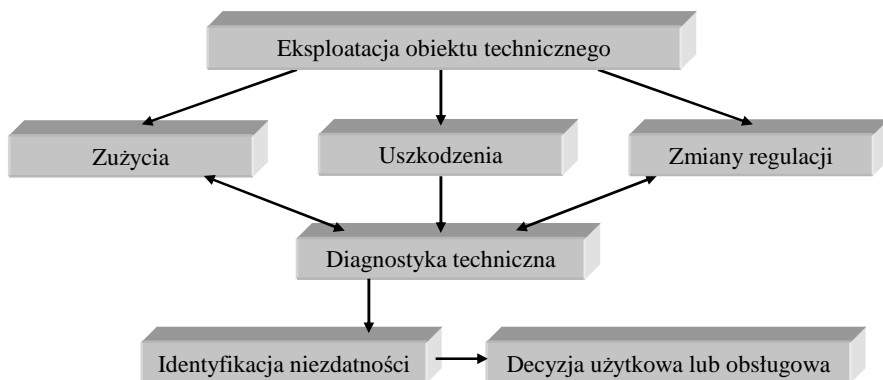 Eksploatacja obiektu technicznego
Zużycia
Uszkodzenia
Zmiany regulacji
Diagnostyka techniczna
Identyfikacja niezdatności
Decyzja użytkowa lub obsługowa